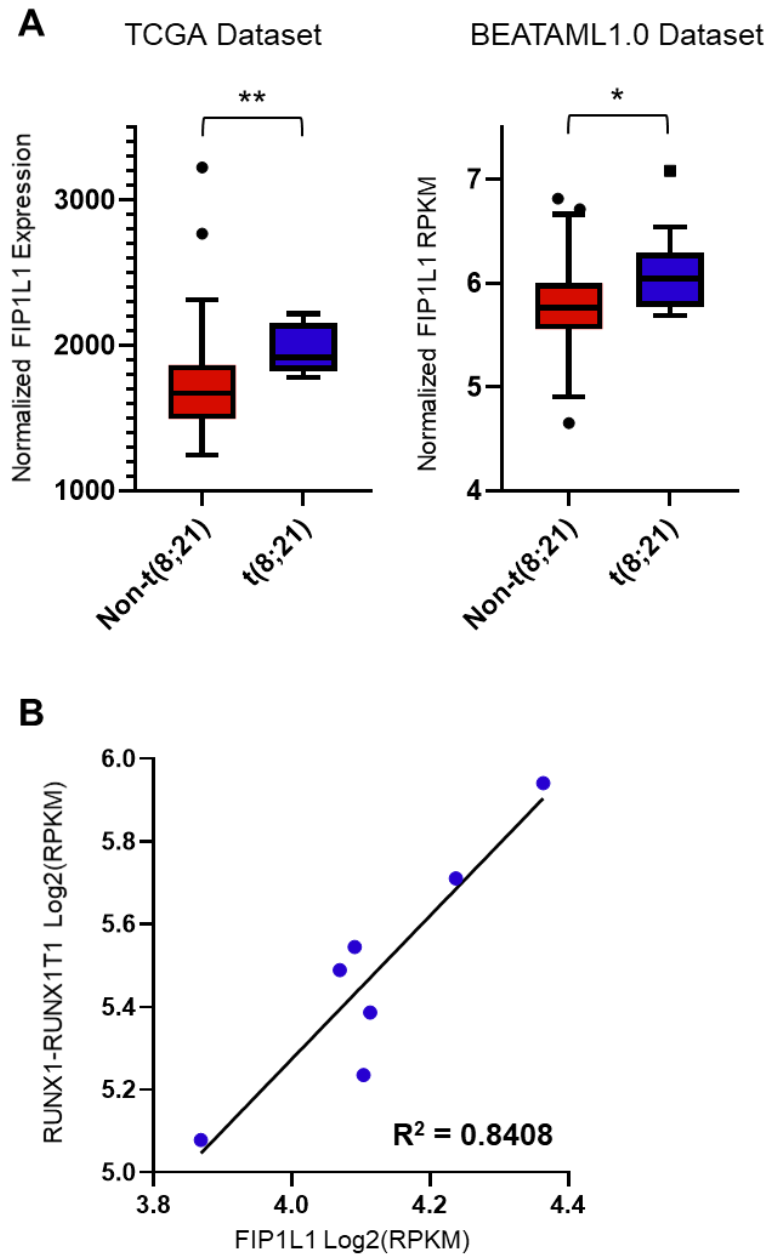 A
TCGA Dataset
BEATAML1.0 Dataset
**
*
Normalized FIP1L1 Expression
3000
2000
1000
Non-t(8;21)
t(8;21)
Normalized FIP1L1 RPKM
7
6
5
4
Non-t(8;21)
t(8;21)
B
RUNX1-RUNX1T1 Log2(RPKM)
6.0
5.8
5.6
5.4
5.2
5.0
R² = 0.8408
3.8
4.0
4.2
4.4
FIP1L1 Log2(RPKM)